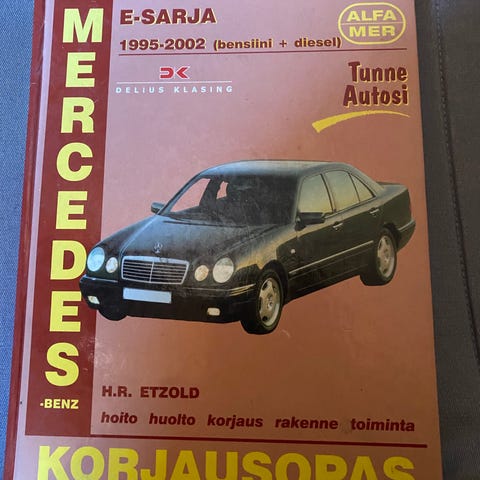 MERCEDES
-BENZ
E-SARJA
1995-2002 (bensiini + diesel)
ALFA
MER
DK
DELIUS KLASING
Tunne
Autosi
H.R. ETZOLD
hoito huolto korjaus rakenne toiminta
KORJAUSOPAS